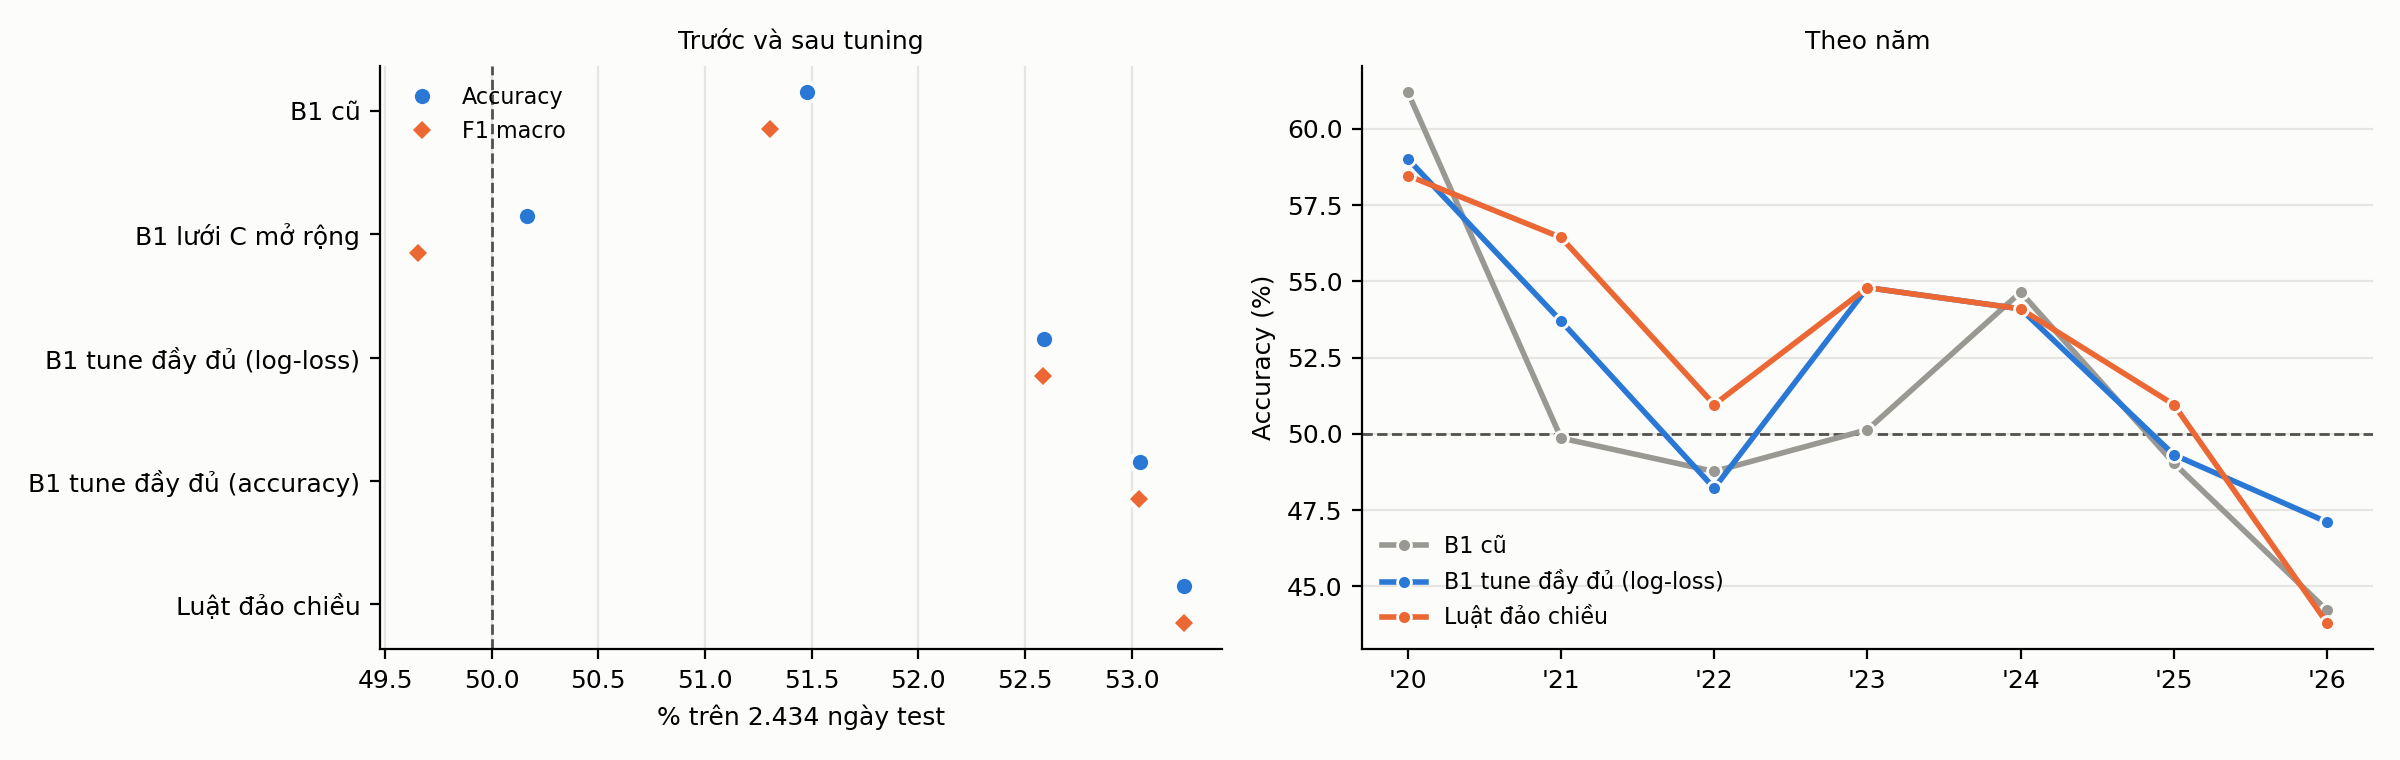 Trước và sau tuning
Accuracy
F1 macro
B1 cũ
B1 lưới C mở rộng
B1 tune đầy đủ (log-loss)
B1 tune đầy đủ (accuracy)
Luật đảo chiều
49.5 50.0 50.5 51.0 51.5 52.0 52.5 53.0
% trên 2.434 ngày test
Theo năm
Accuracy (%)
60.0
57.5
55.0
52.5
50.0
47.5
45.0
B1 cũ
B1 tune đầy đủ (log-loss)
Luật đảo chiều
'20 '21 '22 '23 '24 '25 '26